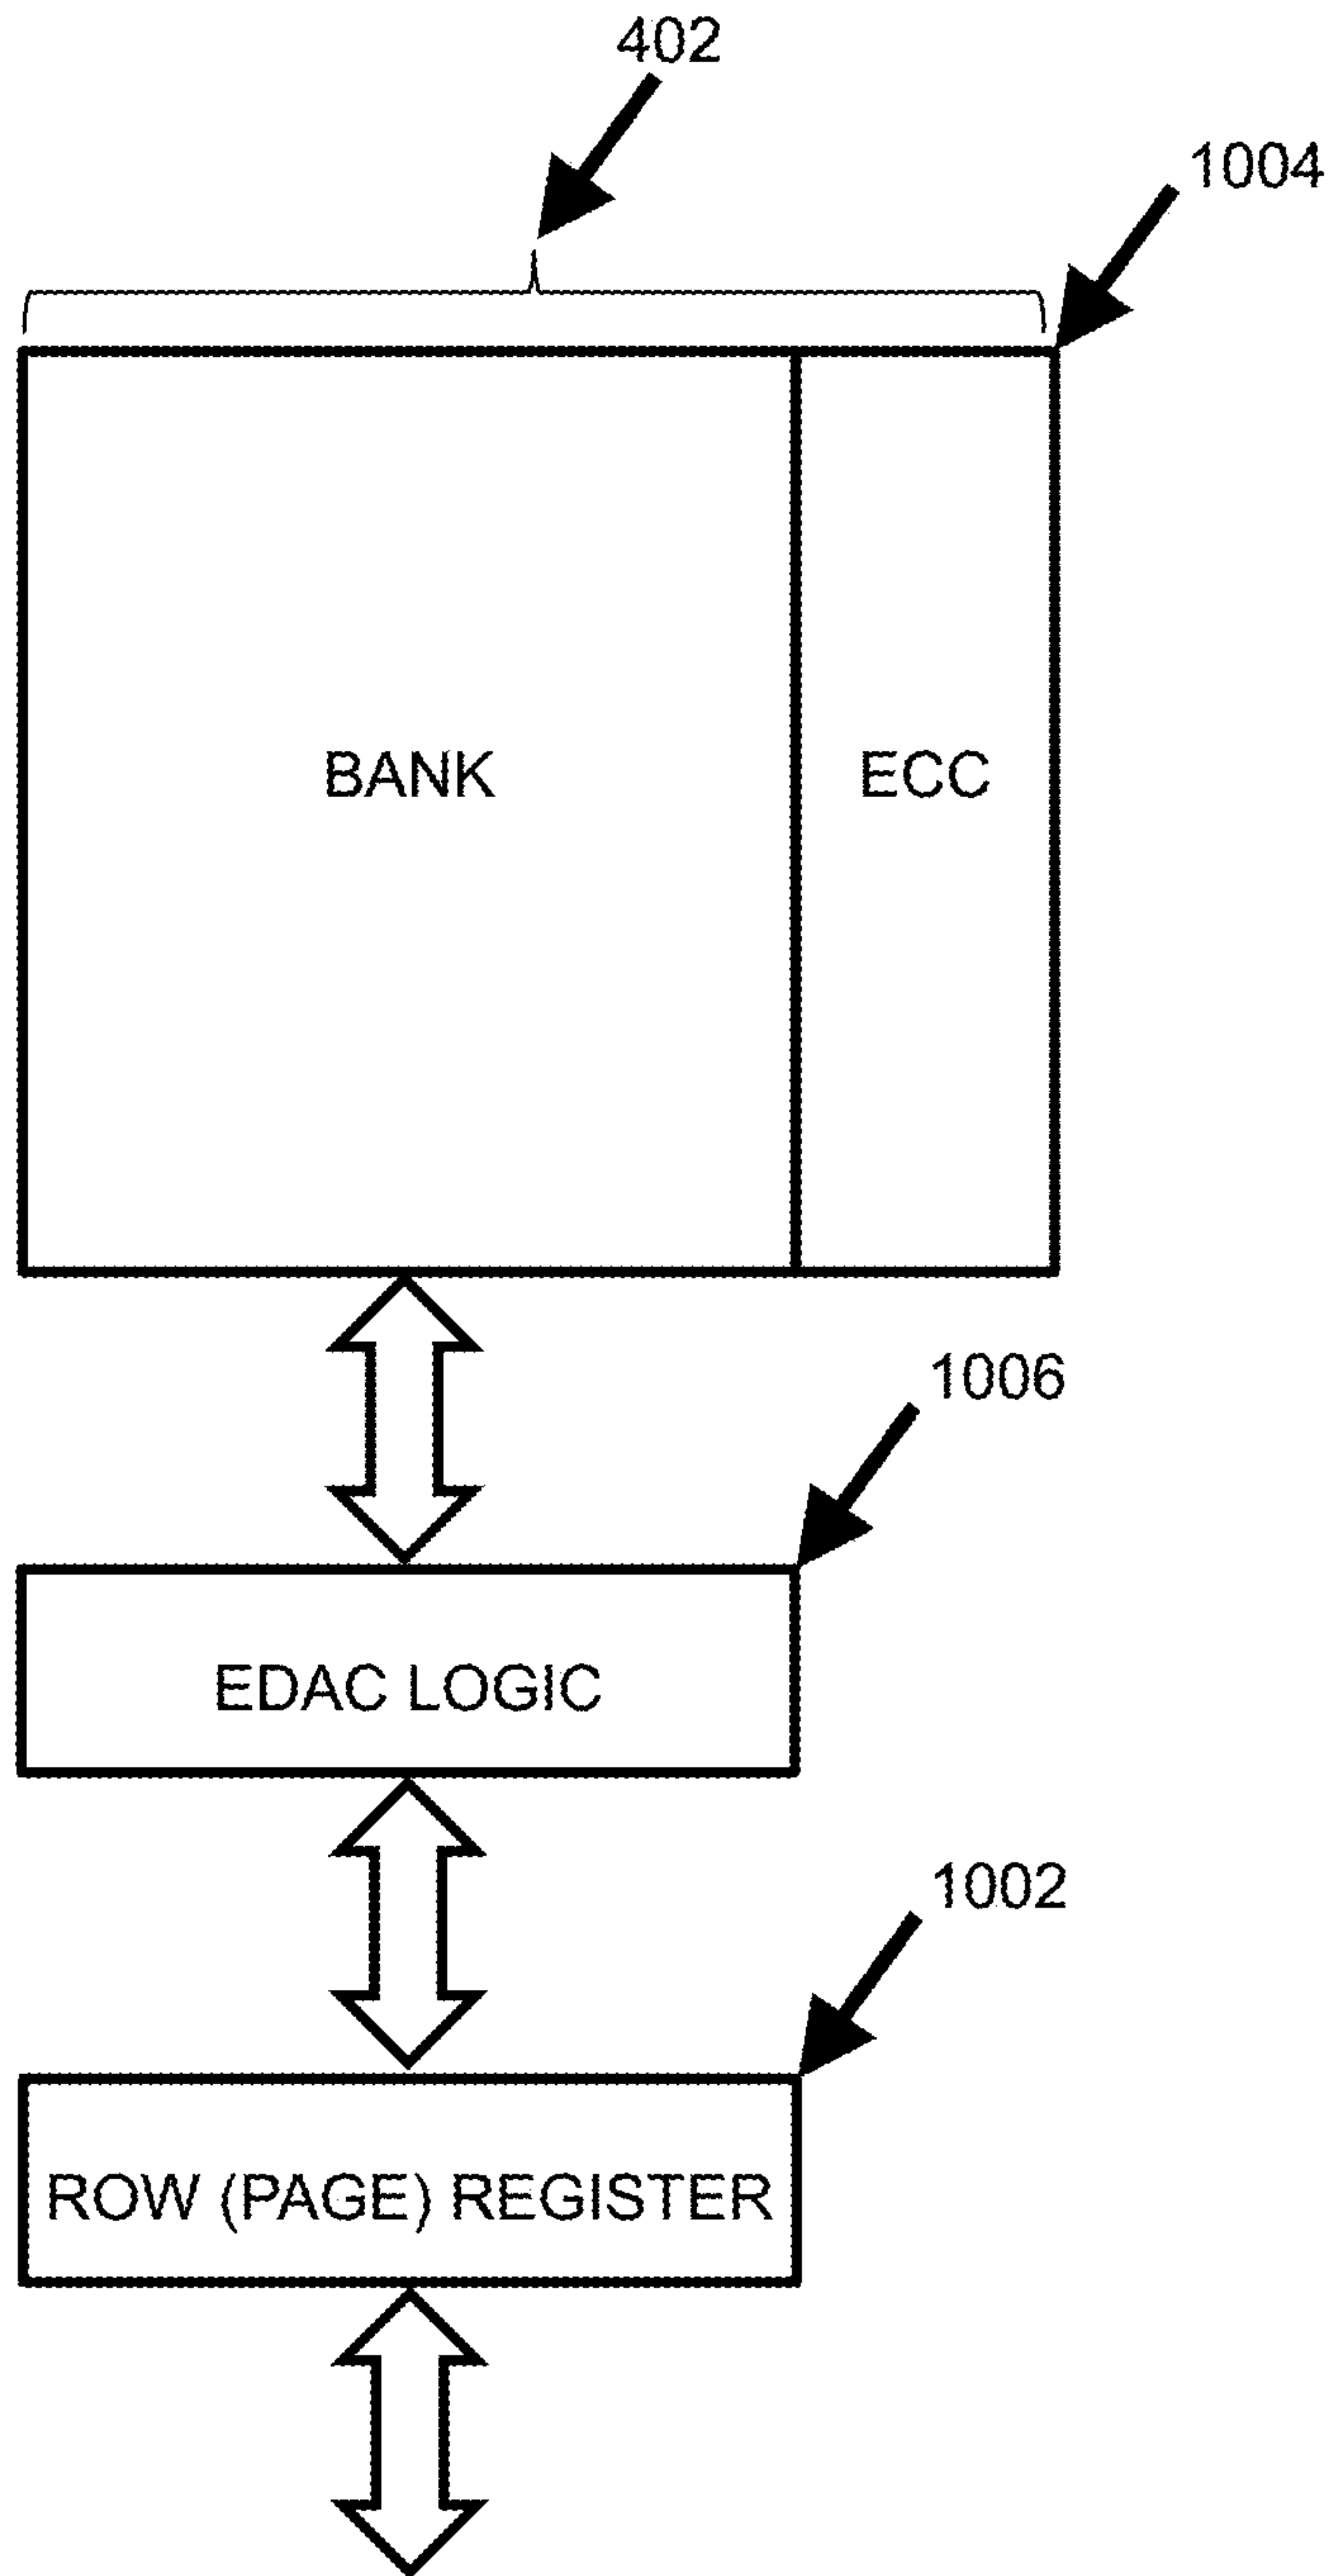 402
1004
BANK
ECC
1006
EDAC LOGIC
1002
ROW (PAGE) REGISTER